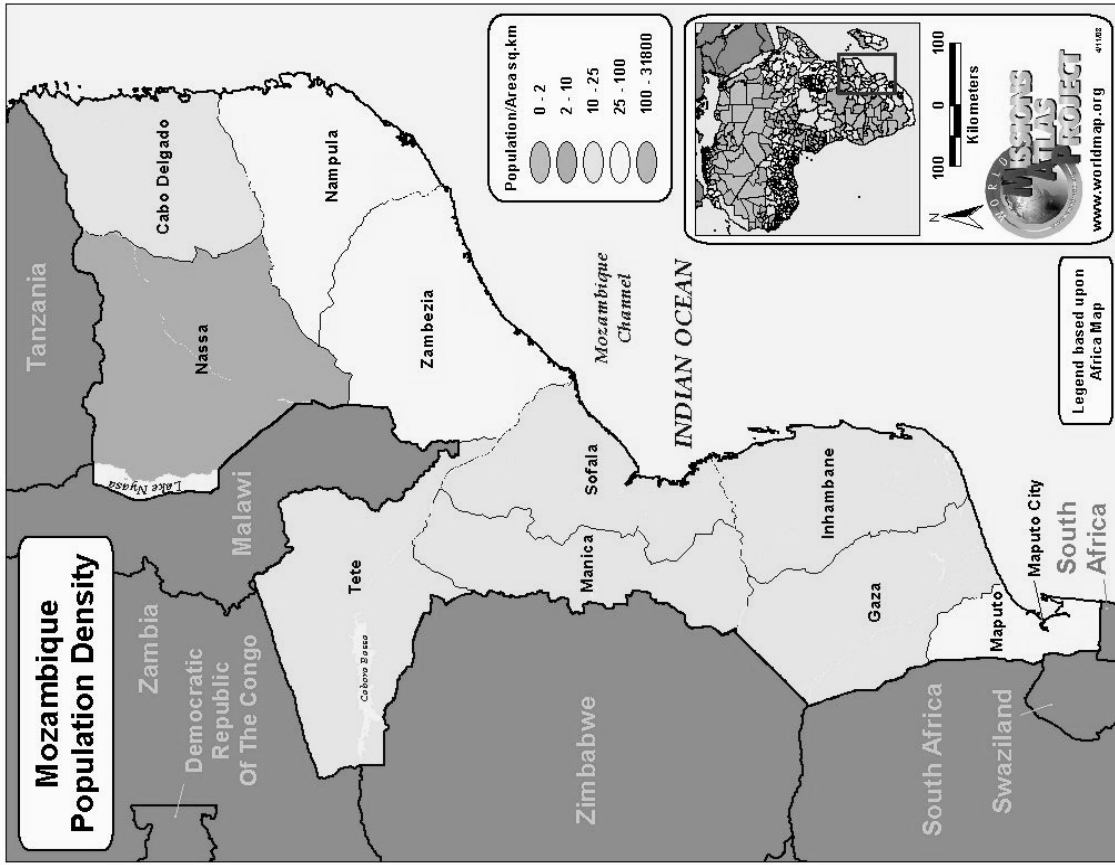 Mozambique
Population Density
Tanzania
Zambia
Democratic
Republic
Of The Congo
Malawi
Lake Nyasa
Nassa
Cabo Delgado
Nampula
Zambezia
Tete
Cabora Bassa
Zimbabwe
Manica
Sofala
Mozambique
Channel
INDIAN OCEAN
Inhambane
Gaza
Maputo
Maputo City
South Africa
Swaziland
South
Africa
Population/Area sq.km
0 - 2
2 - 10
10 - 25
25 - 100
100 - 31800
Legend based upon
Africa Map
N
100 0 100
Kilometers
WORLD
MISSIONS
ATLAS
PROJECT
www.worldmap.org